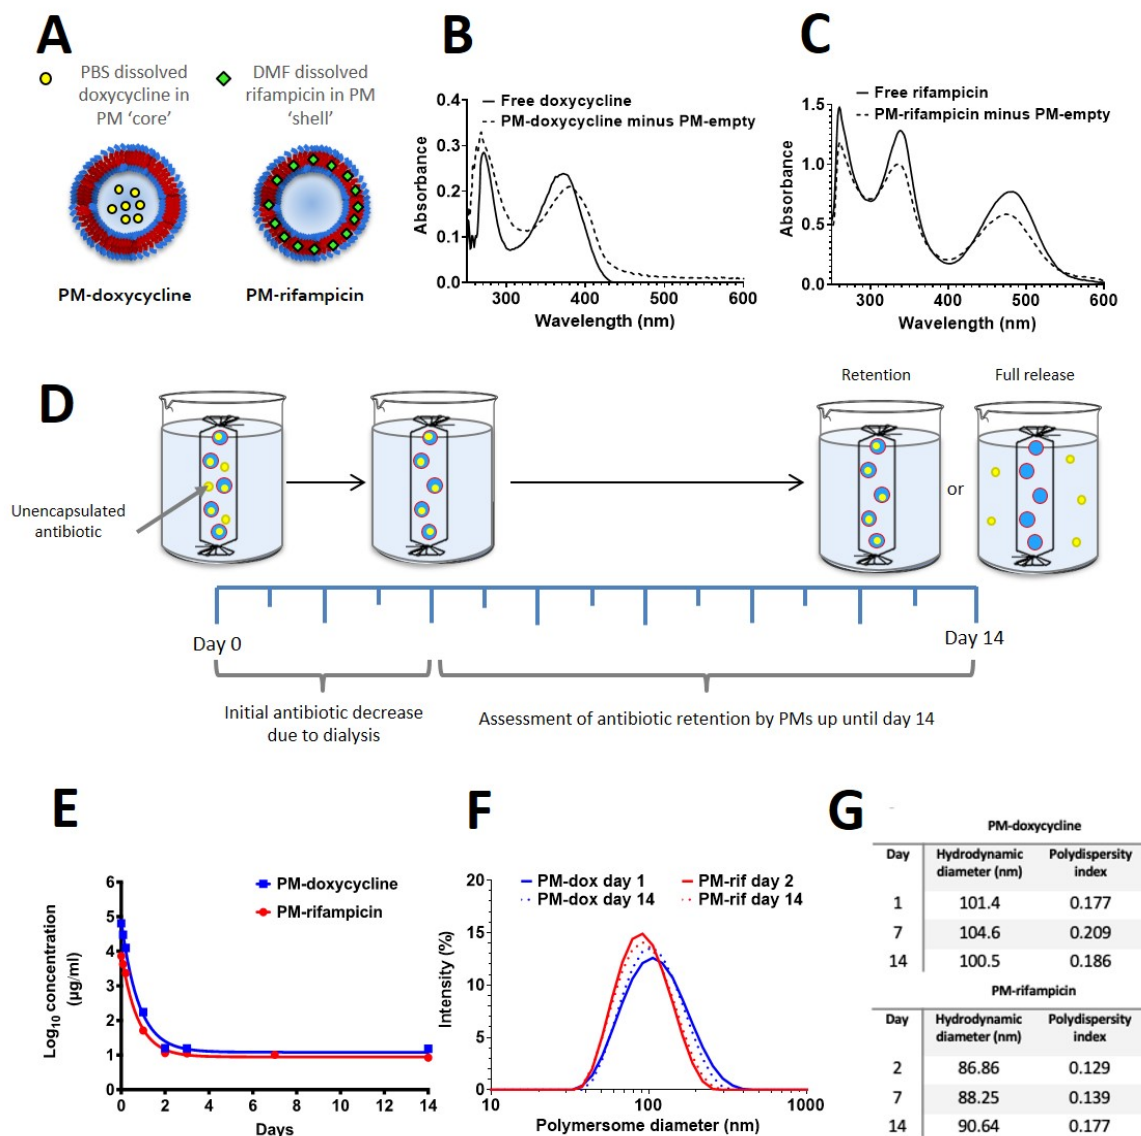 A
PBS dissolved
doxycycline in
PM 'core'
DMF dissolved
rifampicin in PM
'shell'
PM-doxycycline
PM-rifampicin
B
Free doxycycline
PM-doxycycline minus PM-empty
Absorbance
0.4
0.3
0.2
0.1
0.0
300
400
500
600
Wavelength (nm)
C
Free rifampicin
PM-rifampicin minus PM-empty
Absorbance
1.5
1.0
0.5
0.0
300
400
500
600
Wavelength (nm)
D
Unencapsulated
antibiotic
Retention
or
Full release
Day 0
Day 14
Initial antibiotic decrease
due to dialysis
Assessment of antibiotic retention by PMs up until day 14
E
PM-doxycycline
PM-rifampicin
Log10 concentration
(µg/ml)
6
5
4
3
2
1
0
0
2
4
6
8
10
12
14
Days
F
PM-dox day 1
PM-rif day 2
PM-dox day 14
PM-rif day 14
Intensity (%)
20
15
10
5
0
10
100
1000
Polymersome diameter (nm)
G
PM-doxycycline
Day Hydrodynamic diameter (nm) Polydispersity index
1 101.4 0.177
7 104.6 0.209
14 100.5 0.186
PM-rifampicin
Day Hydrodynamic diameter (nm) Polydispersity index
2 86.86 0.129
7 88.25 0.139
14 90.64 0.177